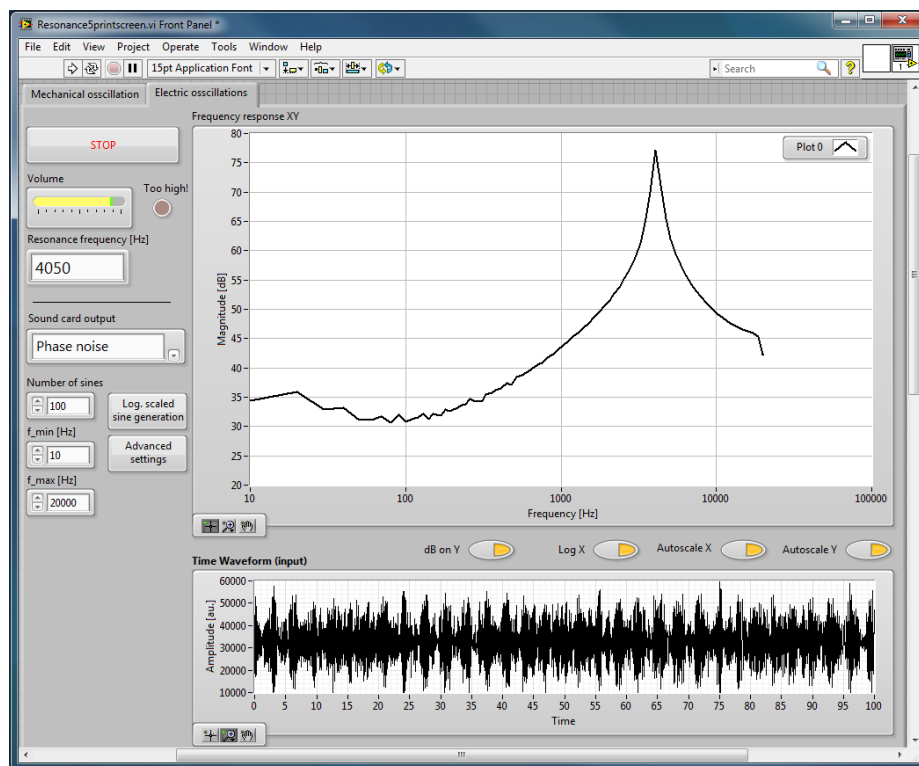 Resonance5printscreen.vi Front Panel *
File Edit View Project Operate Tools Window Help
15pt Application Font
Search
1
Mechanical osscillation
Electric osscillations
STOP
Volume
Too high!
Resonance frequency [Hz]
4050
Sound card output
Phase noise
Number of sines
100
Log. scaled
sine generation
f_min [Hz]
10
Advanced
settings
f_max [Hz]
20000
Frequency response XY
Plot 0
Magnitude [dB]
80
75
70
65
60
55
50
45
40
35
30
25
20
10 100 1000 10000 100000
Frequency [Hz]
dB on Y
Log X
Autoscale X
Autoscale Y
Time Waveform (input)
Amplitude [au.]
60000
50000
40000
30000
20000
10000
0 5 10 15 20 25 30 35 40 45 50 55 60 65 70 75 80 85 90 95 100
Time